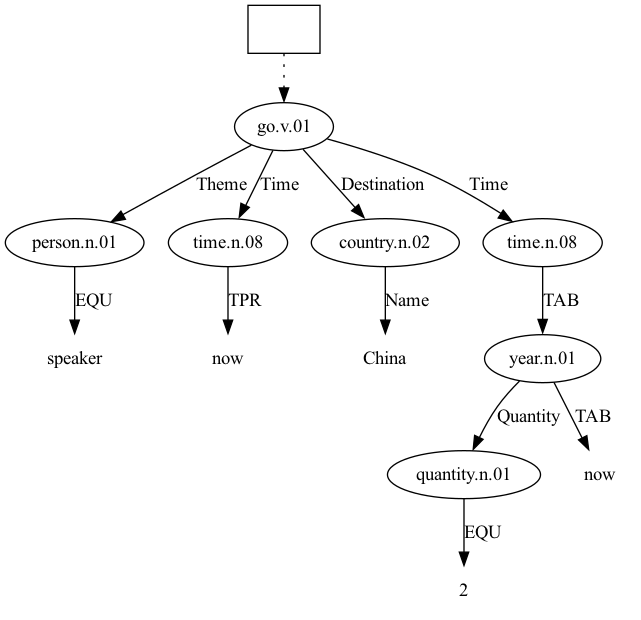 go.v.01
Theme Time Destination Time
person.n.01 time.n.08 country.n.02 time.n.08
EQU TPR Name TAB
speaker now China year.n.01
Quantity TAB
quantity.n.01 now
EQU
2